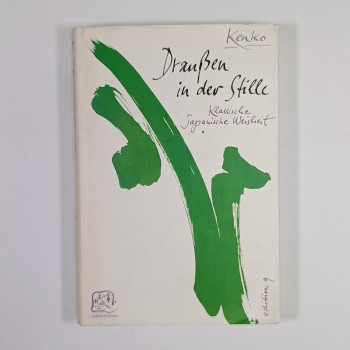 Kenko
Draußen
in der Stille
Klassische
japanische Weisheit
edition q